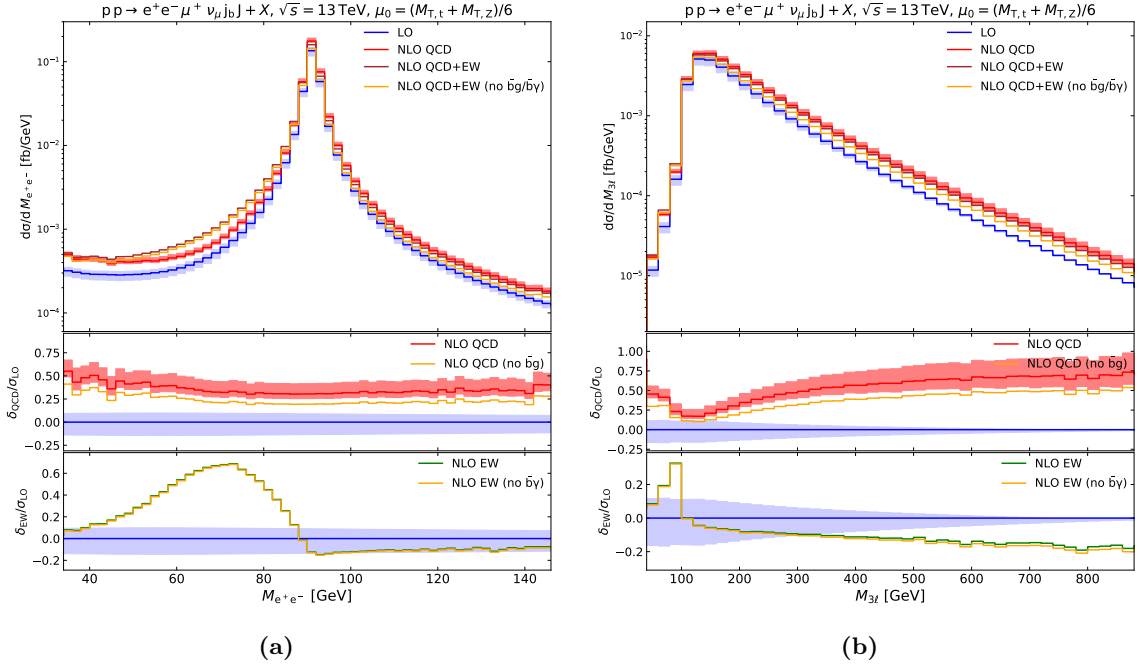 p p → e⁺e⁻μ⁺ ν_μ j_b J + X, √s = 13 TeV, μ₀ = (M_T,t + M_T,Z)/6
LO
NLO QCD
NLO QCD+EW
NLO QCD+EW (no b̄g/b̄γ)
dσ/dM_e⁺e⁻ [fb/GeV]
10⁻¹
10⁻²
10⁻³
10⁻⁴
NLO QCD
NLO QCD (no b̄g)
δ_QCD/σ_LO
0.75
0.50
0.25
0.00
−0.25
NLO EW
NLO EW (no b̄γ)
δ_EW/σ_LO
0.6
0.4
0.2
0.0
−0.2
40 60 80 100 120 140
M_e⁺e⁻ [GeV]
(a)
p p → e⁺e⁻μ⁺ ν_μ j_b J + X, √s = 13 TeV, μ₀ = (M_T,t + M_T,Z)/6
LO
NLO QCD
NLO QCD+EW
NLO QCD+EW (no b̄g/b̄γ)
dσ/dM_3ℓ [fb/GeV]
10⁻²
10⁻³
10⁻⁴
10⁻⁵
NLO QCD
NLO QCD (no b̄g)
δ_QCD/σ_LO
1.00
0.75
0.50
0.25
0.00
−0.25
NLO EW
NLO EW (no b̄γ)
δ_EW/σ_LO
0.2
0.0
−0.2
100 200 300 400 500 600 700 800
M_3ℓ [GeV]
(b)